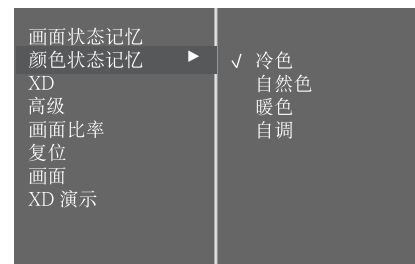 画面状态记忆
颜色状态记忆 ▶
XD
高级
画面比率
复位
画面
XD 演示
√ 冷色
自然色
暖色
自调